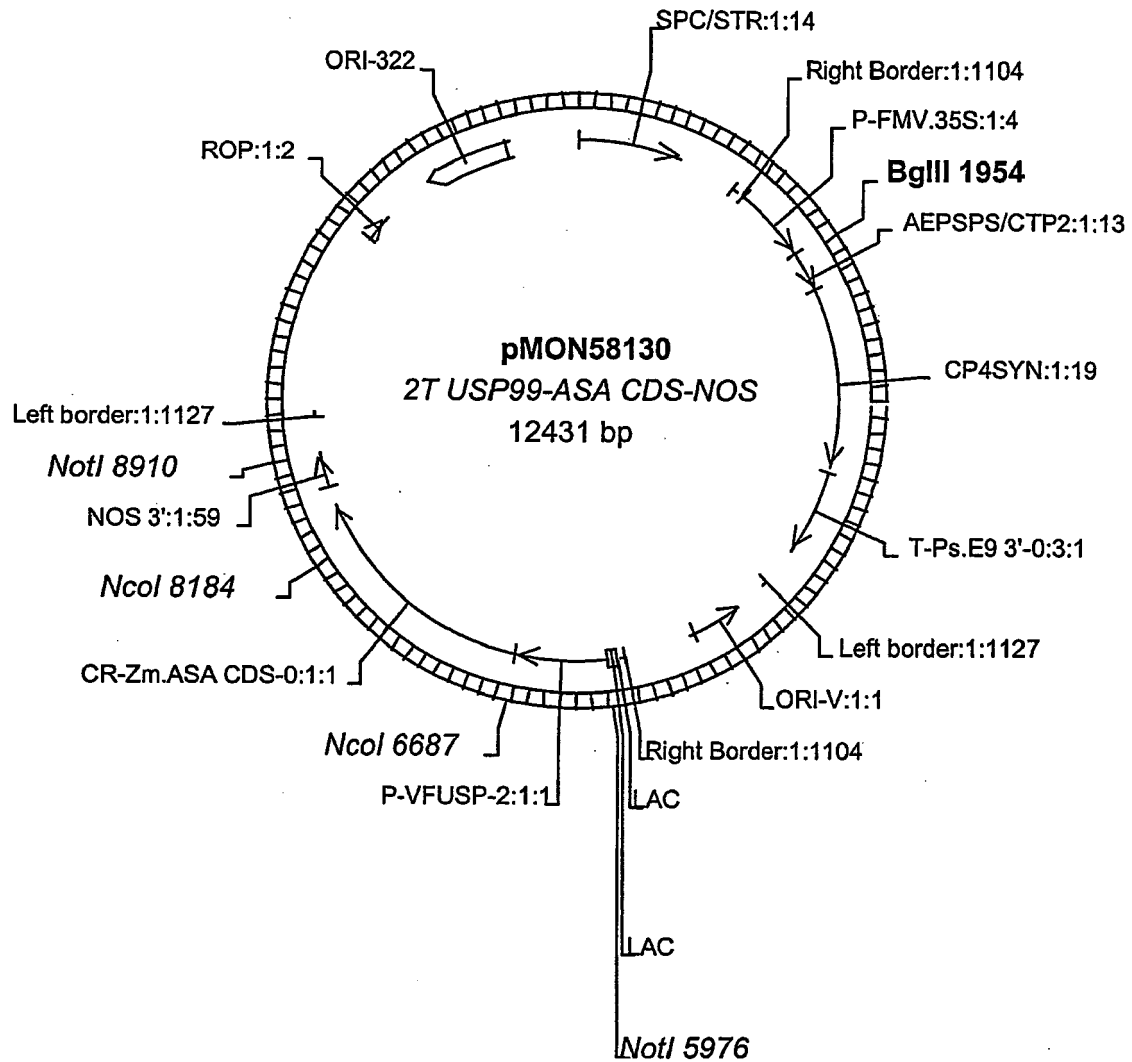 SPC/STR:1:14
ORI-322
Right Border:1:1104
P-FMV.35S:1:4
ROP:1:2
BglII 1954
AEPSPS/CTP2:1:13
pMON58130
2T USP99-ASA CDS-NOS
12431 bp
CP4SYN:1:19
Left border:1:1127
NotI 8910
NOS 3':1:59
T-Ps.E9 3'-0:3:1
NcoI 8184
Left border:1:1127
CR-Zm.ASA CDS-0:1:1
ORI-V:1:1
NcoI 6687
Right Border:1:1104
P-VFUSP-2:1:1
LAC
LAC
NotI 5976